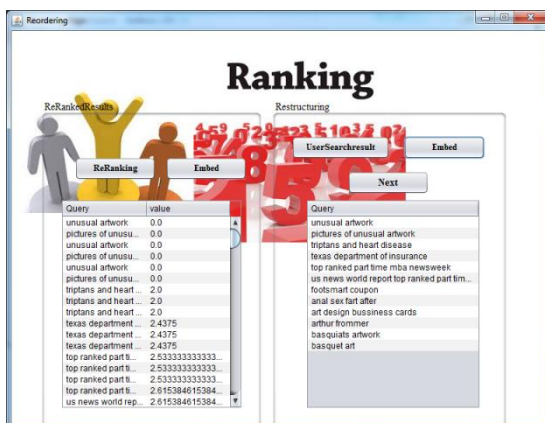 Reordering
Ranking
ReRankedResults
Restructuring
UserSearchresult
Embed
ReRanking
Embed
Next
Query value
unusual artwork 0.0
pictures of unusu... 0.0
unusual artwork 0.0
pictures of unusu... 0.0
unusual artwork 0.0
pictures of unusu... 0.0
triptans and heart ... 2.0
triptans and heart ... 2.0
texas department ... 2.4375
texas department ... 2.4375
texas department ... 2.4375
top ranked part ti... 2.533333333333...
top ranked part ti... 2.533333333333...
top ranked part ti... 2.533333333333...
top ranked part ti... 2.615384615384...
us news world rep... 2.615384615384...
Query
unusual artwork
pictures of unusual artwork
triptans and heart disease
texas department of insurance
top ranked part time mba newsweek
us news world report top ranked part tim...
footsmart coupon
anal sex fart after
art design bussiness cards
arthur frommer
basquiats artwork
basquet art